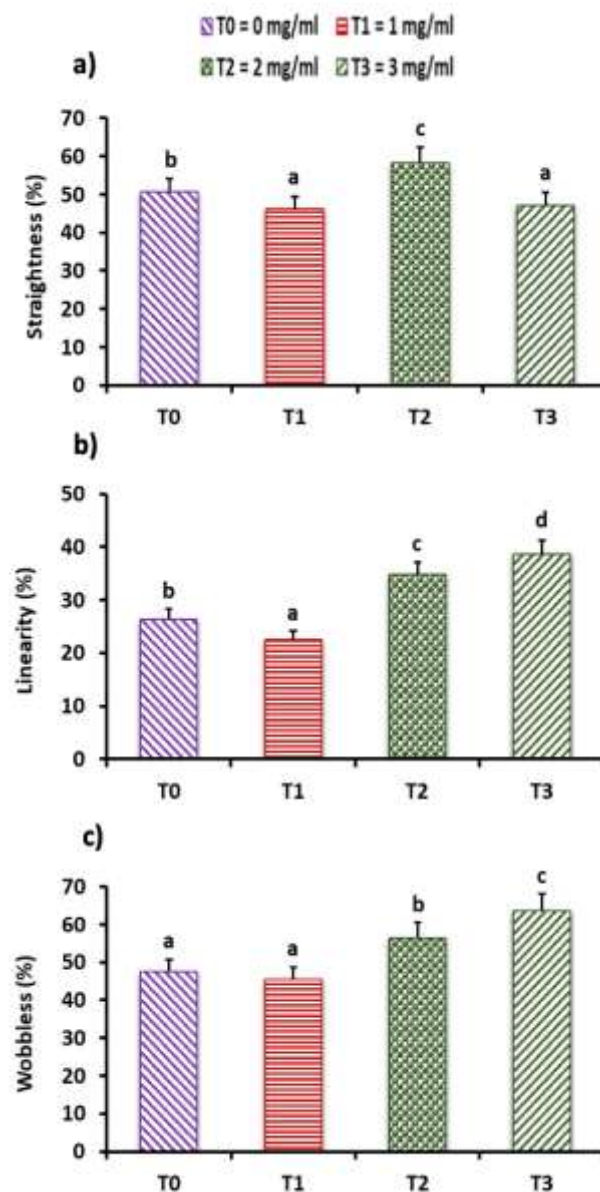 T0 = 0 mg/ml T1 = 1 mg/ml
T2 = 2 mg/ml T3 = 3 mg/ml
a)
Straightness (%)
70
60
50
40
30
20
10
0
b
a
c
a
T0 T1 T2 T3
b)
Linearity (%)
50
40
30
20
10
0
b
a
c
d
T0 T1 T2 T3
c)
Wobbless (%)
70
60
50
40
30
20
10
0
a
a
b
c
T0 T1 T2 T3